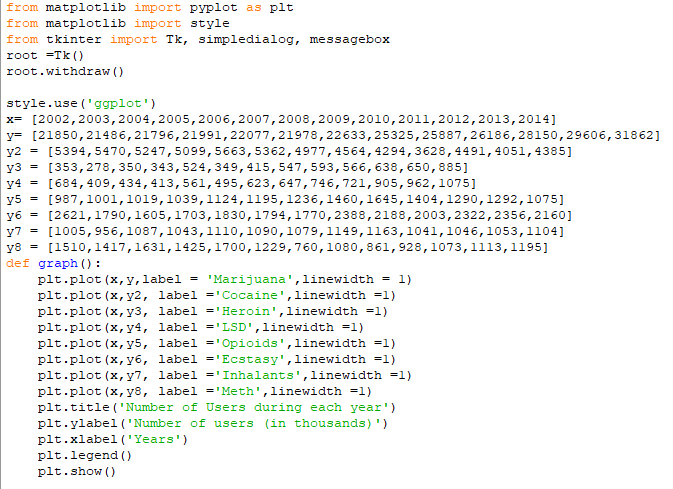 from matplotlib import pyplot as plt
from matplotlib import style
from tkinter import Tk, simpledialog, messagebox
root =Tk()
root.withdraw()

style.use('ggplot')
x= [2002,2003,2004,2005,2006,2007,2008,2009,2010,2011,2012,2013,2014]
y= [21850,21486,21796,21991,22077,21978,22633,25325,25887,26186,28150,29606,31862]
y2 = [5394,5470,5247,5099,5663,5362,4977,4564,4294,3628,4491,4051,4385]
y3 = [353,278,350,343,524,349,415,547,593,566,638,650,885]
y4 = [684,409,434,413,561,495,623,647,746,721,905,962,1075]
y5 = [987,1001,1019,1039,1124,1195,1236,1460,1645,1404,1290,1292,1075]
y6 = [2621,1790,1605,1703,1830,1794,1770,2388,2188,2003,2322,2356,2160]
y7 = [1005,956,1087,1043,1110,1090,1079,1149,1163,1041,1046,1053,1104]
y8 = [1510,1417,1631,1425,1700,1229,760,1080,861,928,1073,1113,1195]
def graph():
    plt.plot(x,y,label = 'Marijuana',linewidth = 1)
    plt.plot(x,y2, label ='Cocaine',linewidth =1)
    plt.plot(x,y3, label ='Heroin',linewidth =1)
    plt.plot(x,y4, label ='LSD',linewidth =1)
    plt.plot(x,y5, label ='Opioids',linewidth =1)
    plt.plot(x,y6, label ='Ecstasy',linewidth =1)
    plt.plot(x,y7, label ='Inhalants',linewidth =1)
    plt.plot(x,y8, label ='Meth',linewidth =1)
    plt.title('Number of Users during each year')
    plt.ylabel('Number of users (in thousands)')
    plt.xlabel('Years')
    plt.legend()
    plt.show()